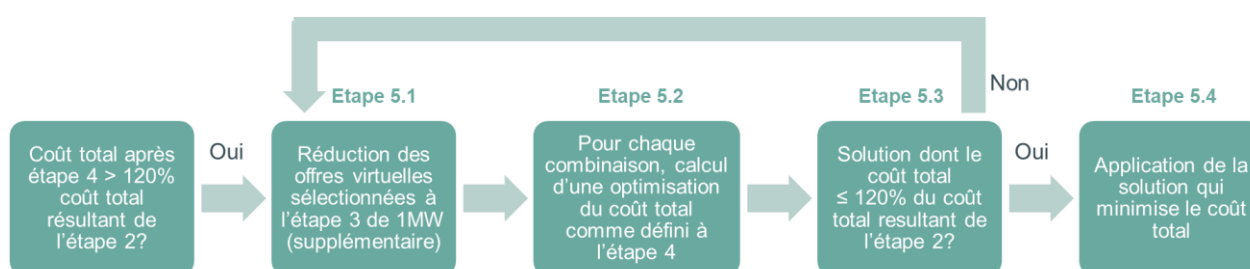 Non
Etape 5.1
Etape 5.2
Etape 5.3
Etape 5.4
Coût total après
étape 4 > 120%
coût total
résultant de
l'étape 2?
Oui
Réduction des
offres virtuelles
sélectionnées à
l'étape 3 de 1MW
(supplémentaire)
Pour chaque
combinaison, calcul
d'une optimisation
du coût total
comme défini à
l'étape 4
Solution dont le
coût total
≤ 120% du coût
total resultant de
l'étape 2?
Oui
Application de la
solution qui
minimise le coût
total